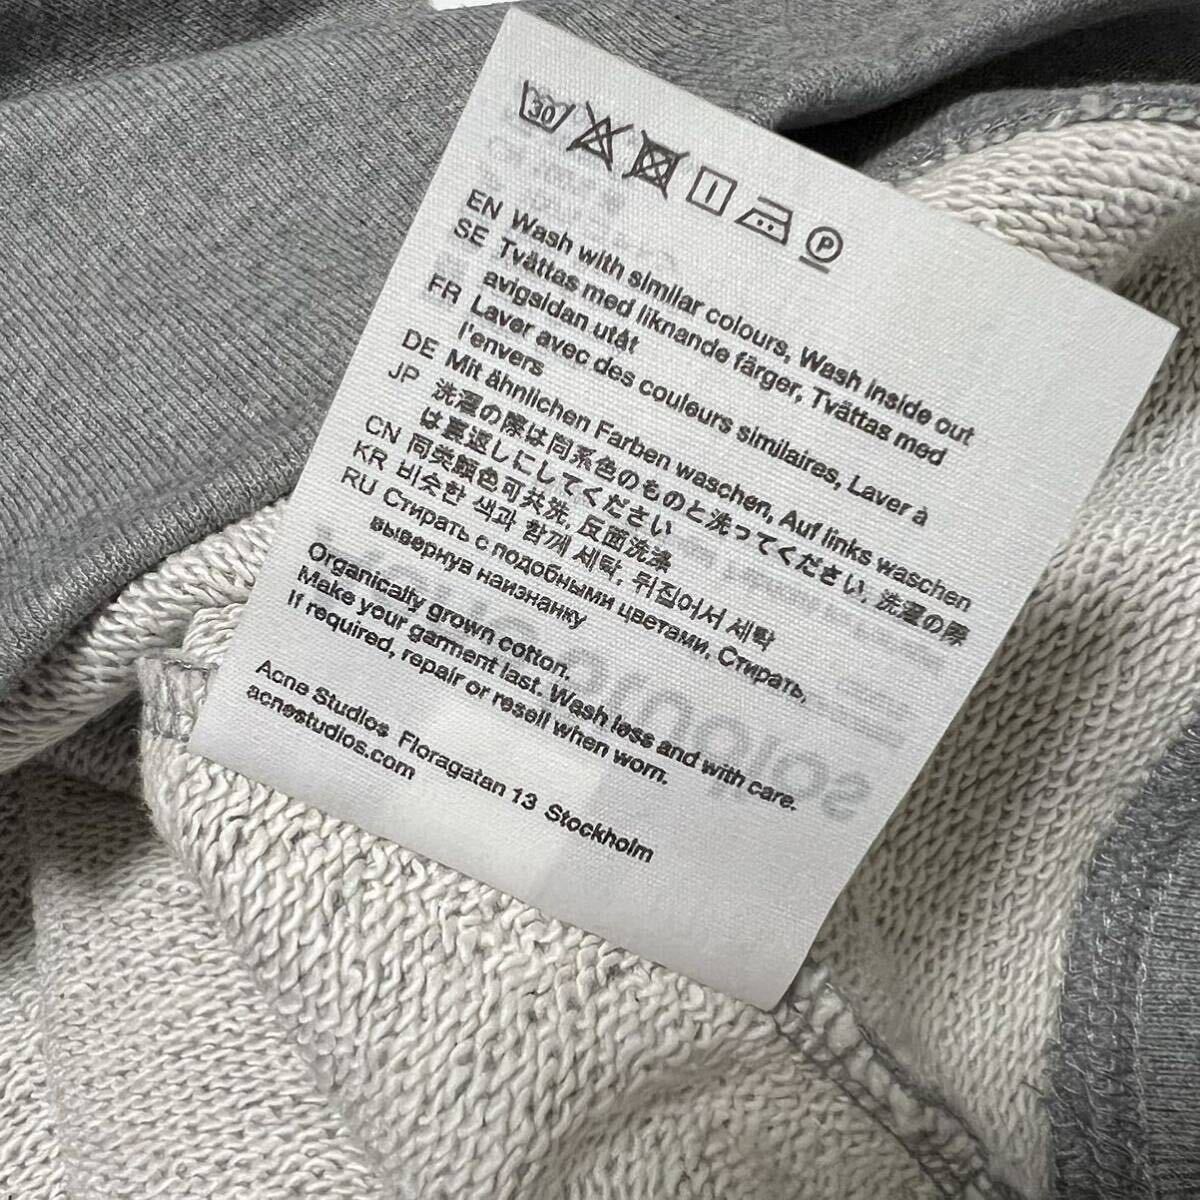 30
P
EN Wash with similar colours, Wash inside out
SE Tvättas med liknande färger, Tvättas med
avigsidan utåt
FR Laver avec des couleurs similaires, Laver à
l'envers
DE Mit ähnlichen Farben waschen, Auf links waschen
JP 洗濯の際は同系色のものと洗ってください, 洗濯の際
は裏返しにしてください
CN 同类颜色可共洗, 反面洗涤
KR 비슷한 색과 함께 세탁, 뒤집어서 세탁
RU Стирать с подобными цветами, Стирать,
вывернув наизнанку
Organically grown cotton.
Make your garment last. Wash less and with care.
If required, repair or resell when worn.
Acne Studios Floragatan 13 Stockholm
acnestudios.com